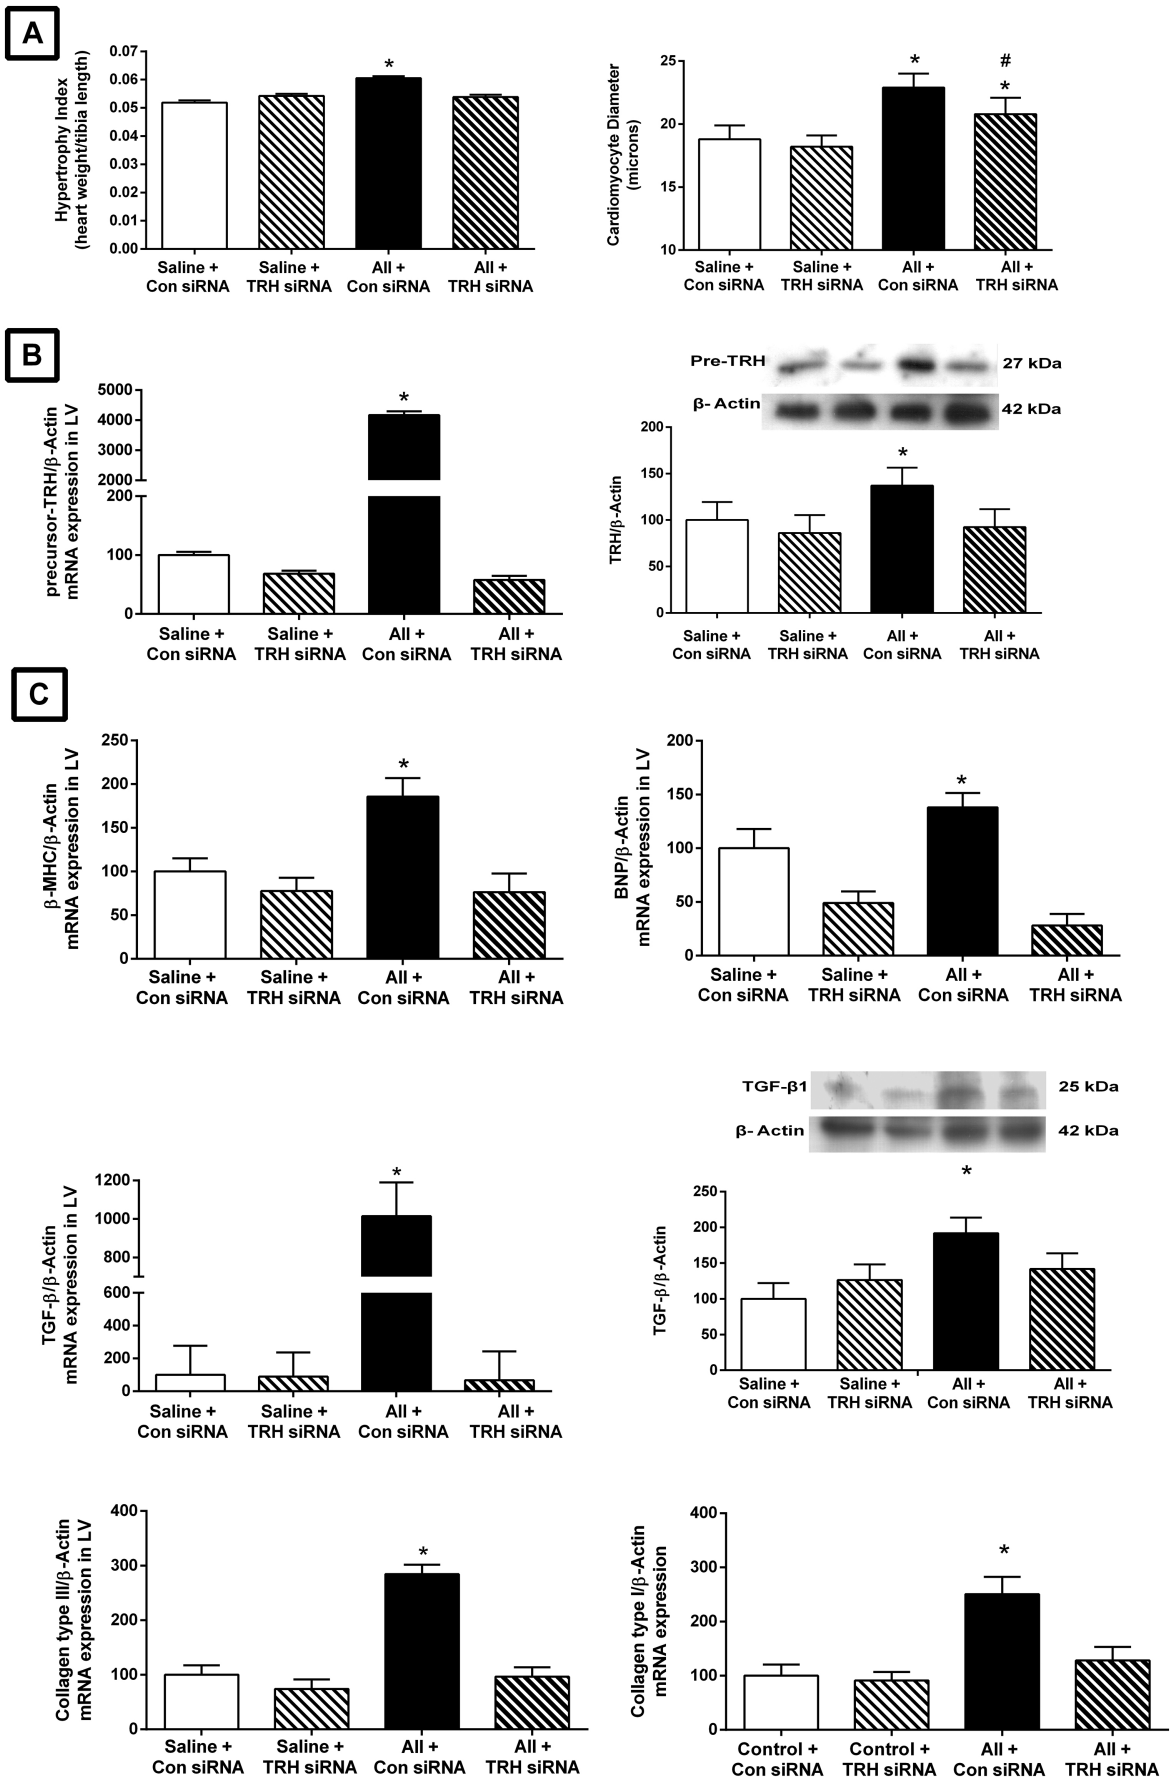 A
Hypertrophy Index
(heart weight/tibia length)
0.07
0.06
0.05
0.04
0.03
0.02
0.01
0.00
*
Saline +
Con siRNA
Saline +
TRH siRNA
AII +
Con siRNA
AII +
TRH siRNA
Cardiomyocyte Diameter
(microns)
25
20
15
10
*
#
*
Saline +
Con siRNA
Saline +
TRH siRNA
AII +
Con siRNA
AII +
TRH siRNA
B
precursor-TRH/β-Actin
mRNA expression in LV
5000
4000
3000
2000
200
100
0
*
Saline +
Con siRNA
Saline +
TRH siRNA
AII +
Con siRNA
AII +
TRH siRNA
Pre-TRH
27 kDa
β- Actin
42 kDa
TRH/β-Actin
200
150
100
50
0
*
Saline +
Con siRNA
Saline +
TRH siRNA
AII +
Con siRNA
AII +
TRH siRNA
C
β-MHC/β-Actin
mRNA expression in LV
250
200
150
100
50
0
*
Saline +
Con siRNA
Saline +
TRH siRNA
AII +
Con siRNA
AII +
TRH siRNA
BNP/β-Actin
mRNA expression in LV
200
150
100
50
0
*
Saline +
Con siRNA
Saline +
TRH siRNA
AII +
Con siRNA
AII +
TRH siRNA
TGF-β/β-Actin
mRNA expression in LV
1200
1000
800
600
400
200
0
*
Saline +
Con siRNA
Saline +
TRH siRNA
AII +
Con siRNA
AII +
TRH siRNA
TGF-β1
25 kDa
β- Actin
42 kDa
TGF-β/β-Actin
250
200
150
100
50
0
*
Saline +
Con siRNA
Saline +
TRH siRNA
AII +
Con siRNA
AII +
TRH siRNA
Collagen type III/β-Actin
mRNA expression in LV
400
300
200
100
0
*
Saline +
Con siRNA
Saline +
TRH siRNA
AII +
Con siRNA
AII +
TRH siRNA
Collagen type I/β-Actin
mRNA expression
400
300
200
100
0
*
Control +
Con siRNA
Control +
TRH siRNA
AII +
Con siRNA
AII +
TRH siRNA